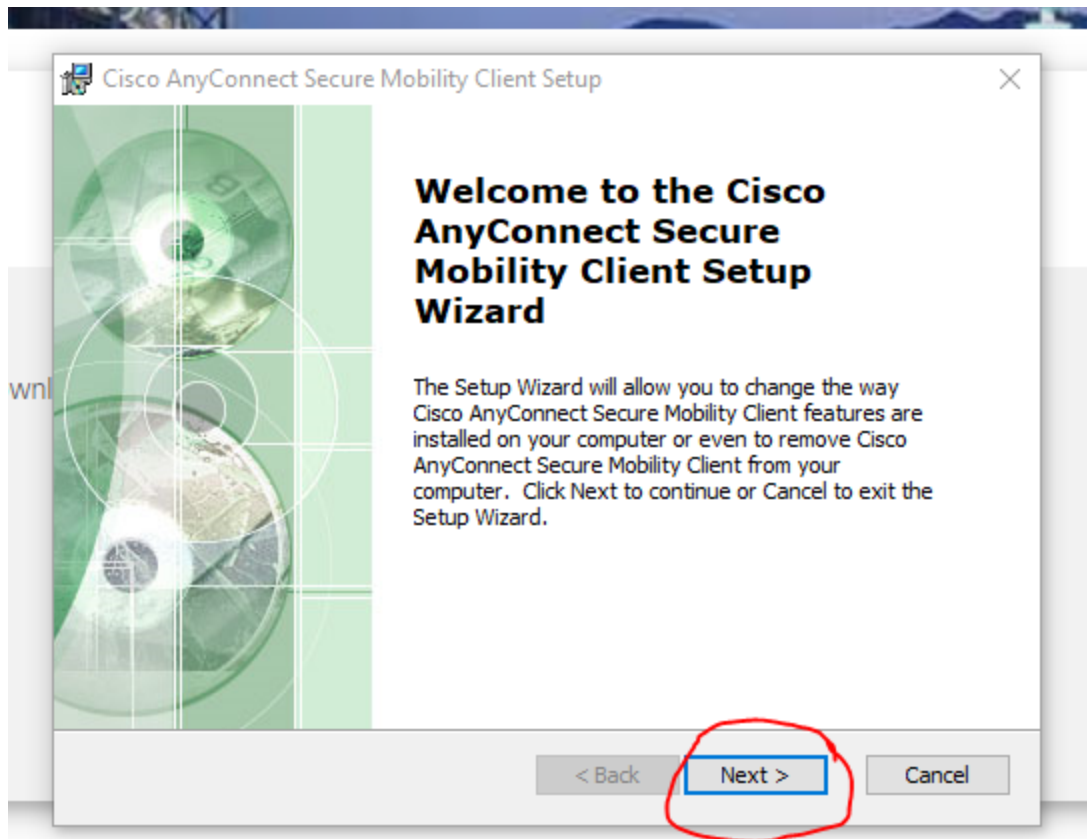 Cisco AnyConnect Secure Mobility Client Setup
Welcome to the Cisco
AnyConnect Secure
Mobility Client Setup
Wizard
wnl
The Setup Wizard will allow you to change the way
Cisco AnyConnect Secure Mobility Client features are
installed on your computer or even to remove Cisco
AnyConnect Secure Mobility Client from your
computer.  Click Next to continue or Cancel to exit the
Setup Wizard.
< Back
Next >
Cancel